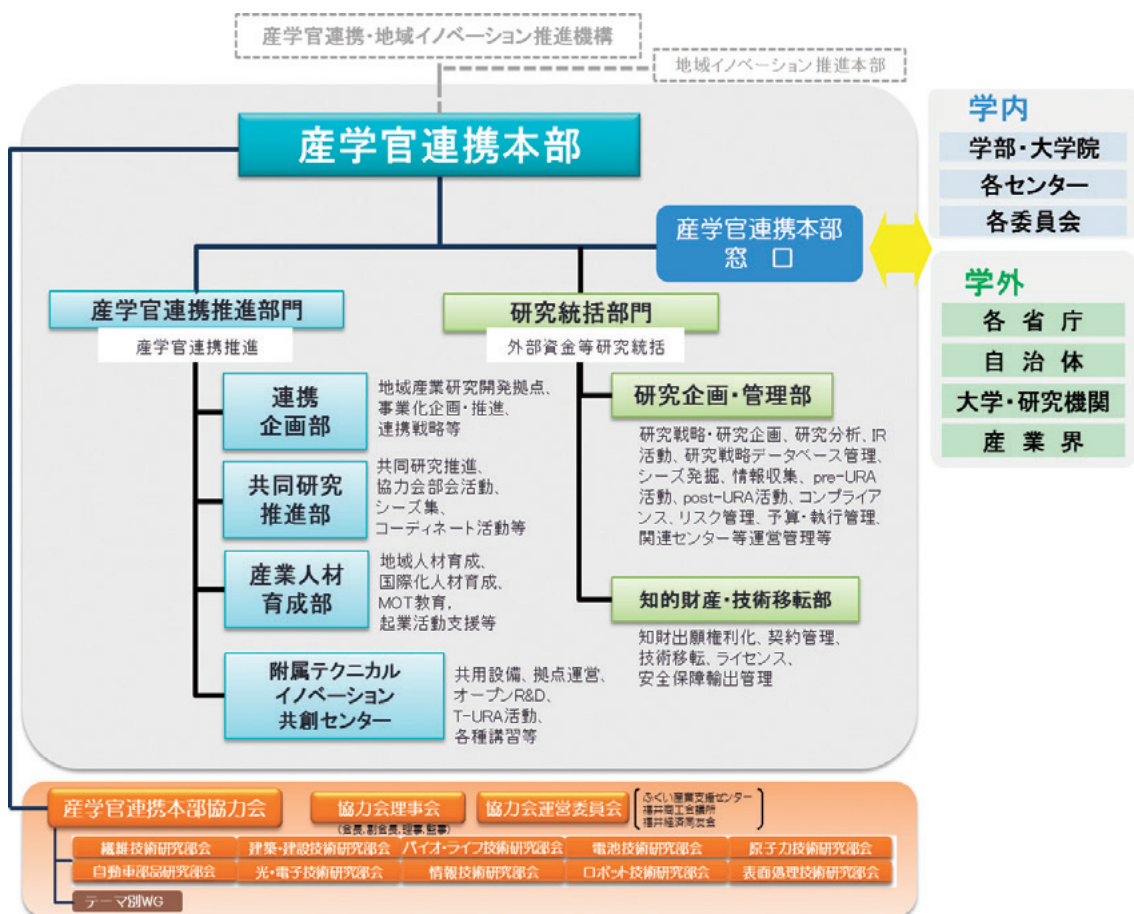 産学官連携・地域イノベーション推進機構
地域イノベーション推進本部
産学官連携本部
産学官連携本部
窓 口
学内
学部・大学院
各センター
各委員会
学外
各 省 庁
自 治 体
大学・研究機関
産 業 界
産学官連携推進部門
産学官連携推進
連携
企画部
地域産業研究開発拠点、
事業化企画・推進、
連携戦略等
共同研究
推進部
共同研究推進、
協力会部会活動、
シーズ集、
コーディネート活動等
産業人材
育成部
地域人材育成、
国際化人材育成、
MOT教育、
起業活動支援等
附属テクニカル
イノベーション
共創センター
共用設備、拠点運営、
オープンR&D、
T-URA活動、
各種講習等
研究統括部門
外部資金等研究統括
研究企画・管理部
研究戦略・研究企画、研究分析、IR
活動、研究戦略データベース管理、
シーズ発掘、情報収集、pre-URA
活動、post-URA活動、コンプライア
ンス、リスク管理、予算・執行管理、
関連センター等運営管理等
知的財産・技術移転部
知財出願権利化、契約管理、
技術移転、ライセンス、
安全保障輸出管理
産学官連携本部協力会
協力会理事会
(会長、副会長、理事、監事)
協力会運営委員会
ふくい産業支援センター
福井商工会議所
福井経済同友会
繊維技術研究部会
建築・建設技術研究部会
バイオ・ライフ技術研究部会
電池技術研究部会
原子力技術研究部会
自動車部品研究部会
光・電子技術研究部会
情報技術研究部会
ロボット技術研究部会
表面処理技術研究部会
テーマ別WG